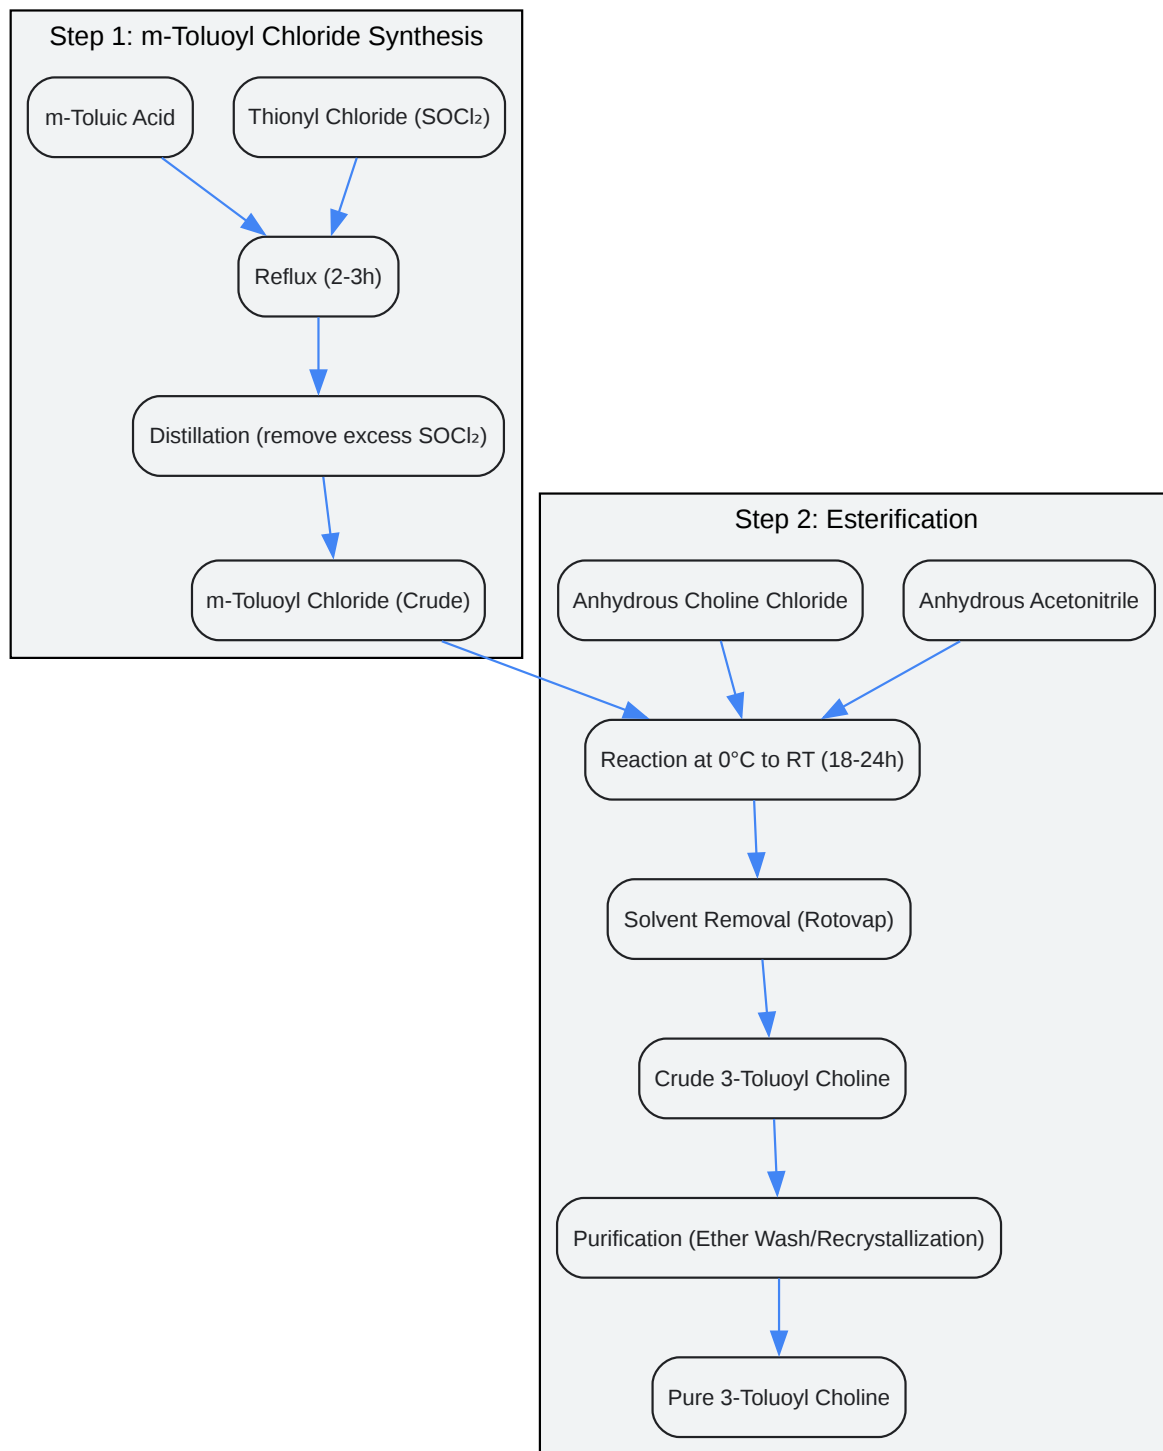 Step 1: m-Toluoyl Chloride Synthesis
m-Toluic Acid
Thionyl Chloride (SOCl₂)
Reflux (2-3h)
Distillation (remove excess SOCl₂)
m-Toluoyl Chloride (Crude)
Step 2: Esterification
Anhydrous Choline Chloride
Anhydrous Acetonitrile
Reaction at 0°C to RT (18-24h)
Solvent Removal (Rotovap)
Crude 3-Toluoyl Choline
Purification (Ether Wash/Recrystallization)
Pure 3-Toluoyl Choline